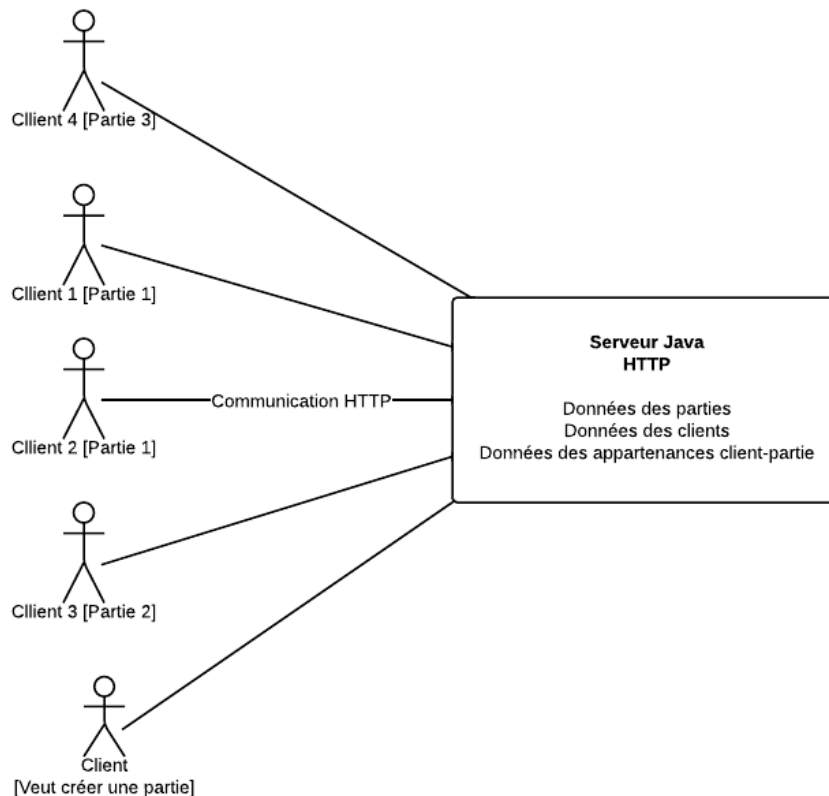 Cllient 4 [Partie 3]
Cllient 1 [Partie 1]
Serveur Java
HTTP
Données des parties
Données des clients
Données des appartenances client-partie
Communication HTTP
Cllient 2 [Partie 1]
Cllient 3 [Partie 2]
Client
[Veut créer une partie]